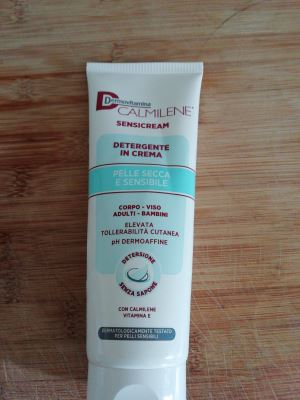 Dermovitamina
CALMILENE®
SENSICREAM
DETERGENTE
IN CREMA
PELLE SECCA
E SENSIBILE
CORPO - VISO
ADULTI - BAMBINI
ELEVATA
TOLLERABILITÀ CUTANEA
pH DERMOAFFINE
DETERSIONE
SENZA SAPONE
CON CALMILENE
VITAMINA E
DERMATOLOGICAMENTE TESTATO
PER PELLI SENSIBILI